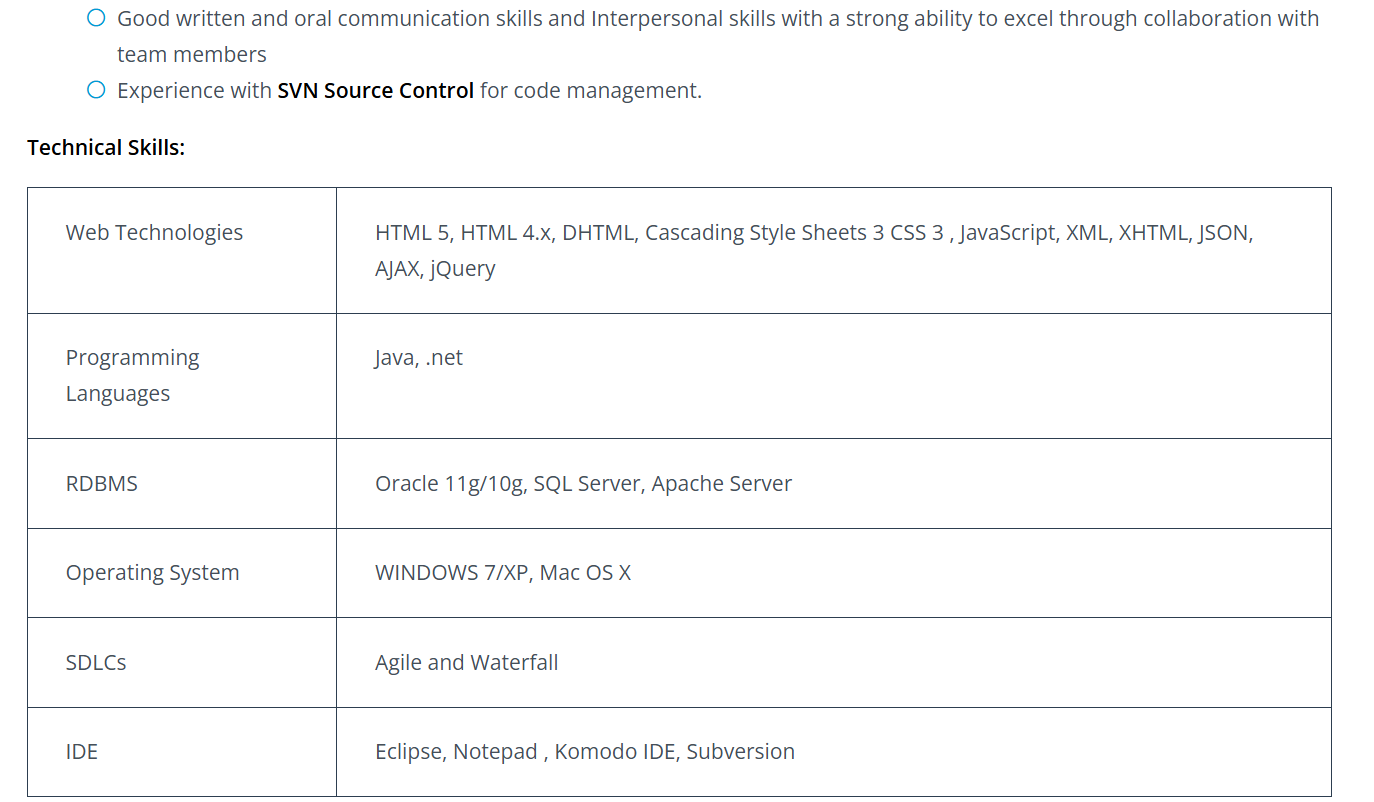 Good written and oral communication skills and Interpersonal skills with a strong ability to excel through collaboration with
team members
Experience with SVN Source Control for code management.
Technical Skills:
Web Technologies
HTML 5, HTML 4.x, DHTML, Cascading Style Sheets 3 CSS 3 , JavaScript, XML, XHTML, JSON,
AJAX, jQuery
Programming
Languages
Java, .net
RDBMS
Oracle 11g/10g, SQL Server, Apache Server
Operating System
WINDOWS 7/XP, Mac OS X
SDLCs
Agile and Waterfall
IDE
Eclipse, Notepad , Komodo IDE, Subversion